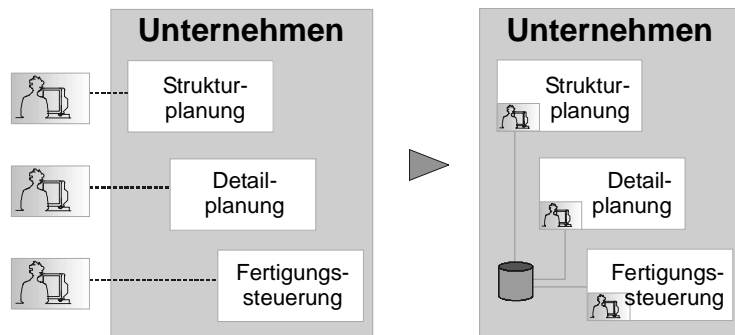 Unternehmen
Struktur-
planung
Detail-
planung
Fertigungs-
steuerung
Unternehmen
Struktur-
planung
Detail-
planung
Fertigungs-
steuerung